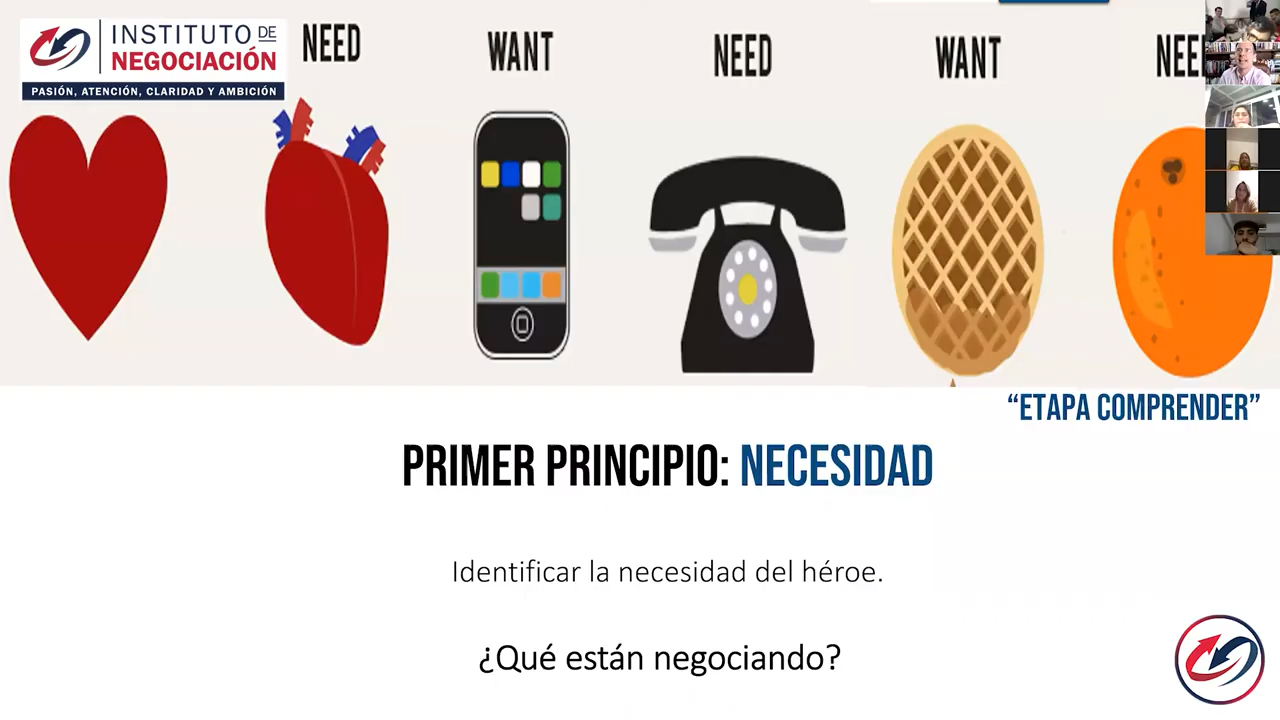 INSTITUTO DE
NEGOCIACIÓN
PASIÓN, ATENCIÓN, CLARIDAD Y AMBICIÓN
NEED
WANT
NEED
WANT
NEE
“ETAPA COMPRENDER”
PRIMER PRINCIPIO: NECESIDAD
Identificar la necesidad del héroe.
¿Qué están negociando?